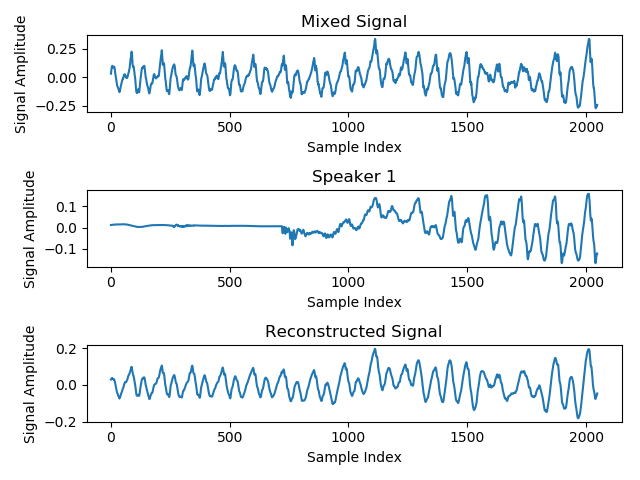 Mixed Signal
Signal Amplitude
0.25
0.00
−0.25
0 500 1000 1500 2000
Sample Index
Speaker 1
Signal Amplitude
0.1
0.0
−0.1
0 500 1000 1500 2000
Sample Index
Reconstructed Signal
Signal Amplitude
0.2
0.0
−0.2
0 500 1000 1500 2000
Sample Index